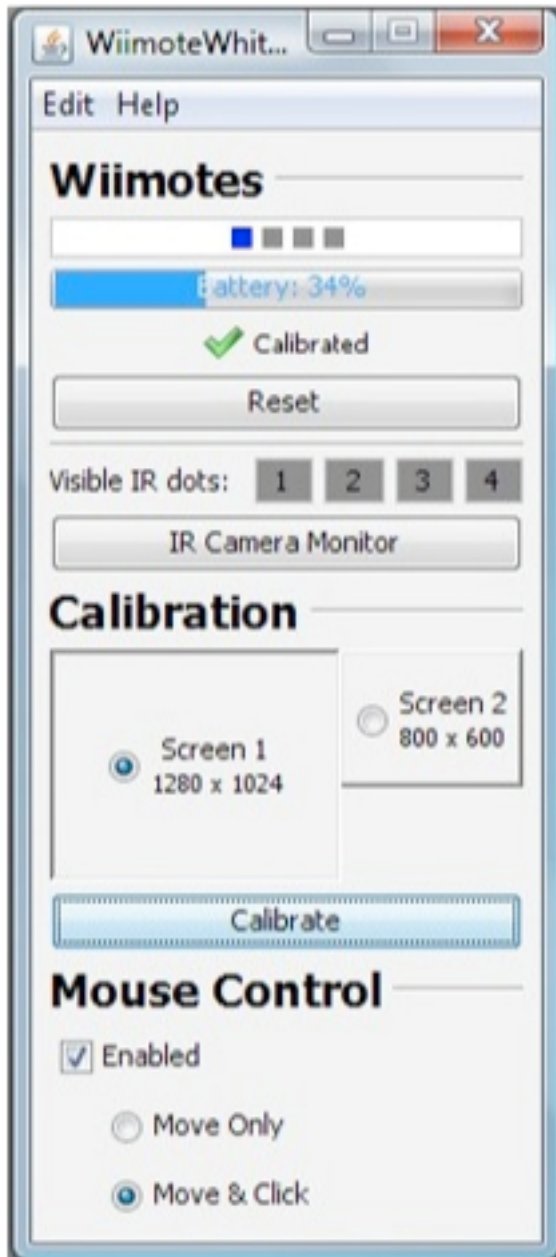 WiimoteWhit...
Edit Help
Wiimotes
Battery: 34%
Calibrated
Reset
Visible IR dots: 1 2 3 4
IR Camera Monitor
Calibration
Screen 1
1280 x 1024
Screen 2
800 x 600
Calibrate
Mouse Control
Enabled
Move Only
Move & Click